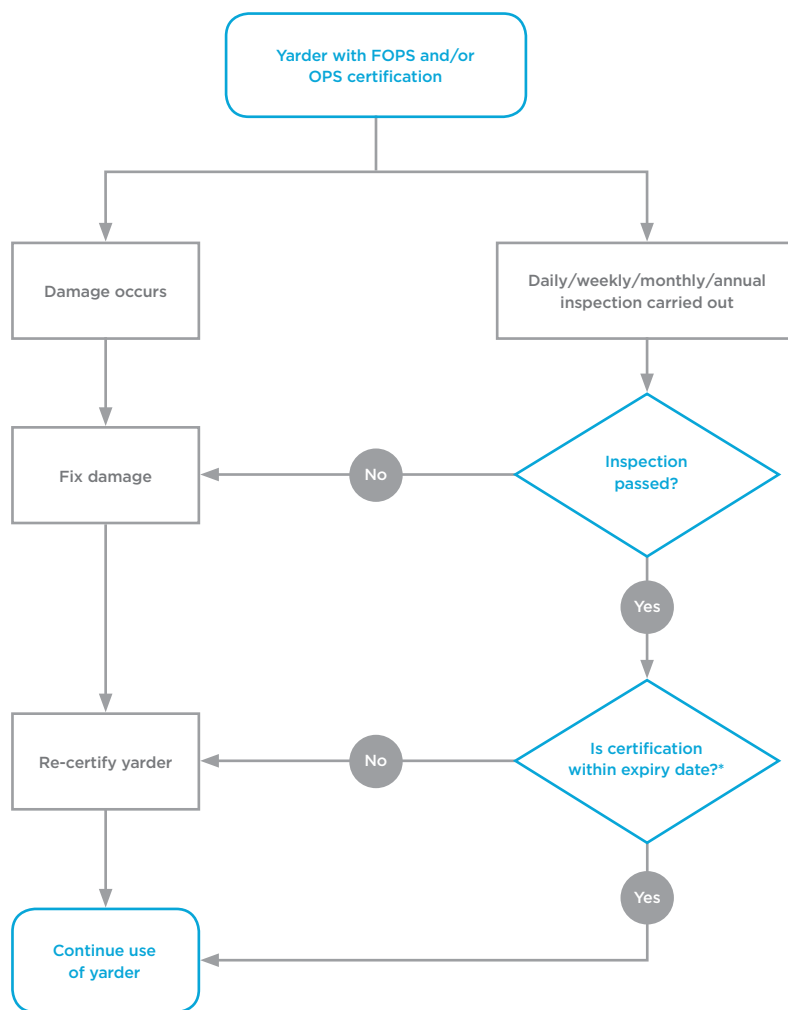 Yarder with FOPS and/or
OPS certification
Damage occurs
Daily/weekly/monthly/annual
inspection carried out
Fix damage
No
Inspection
passed?
Yes
Re-certify yarder
No
Is certification
within expiry date?*
Yes
Continue use
of yarder